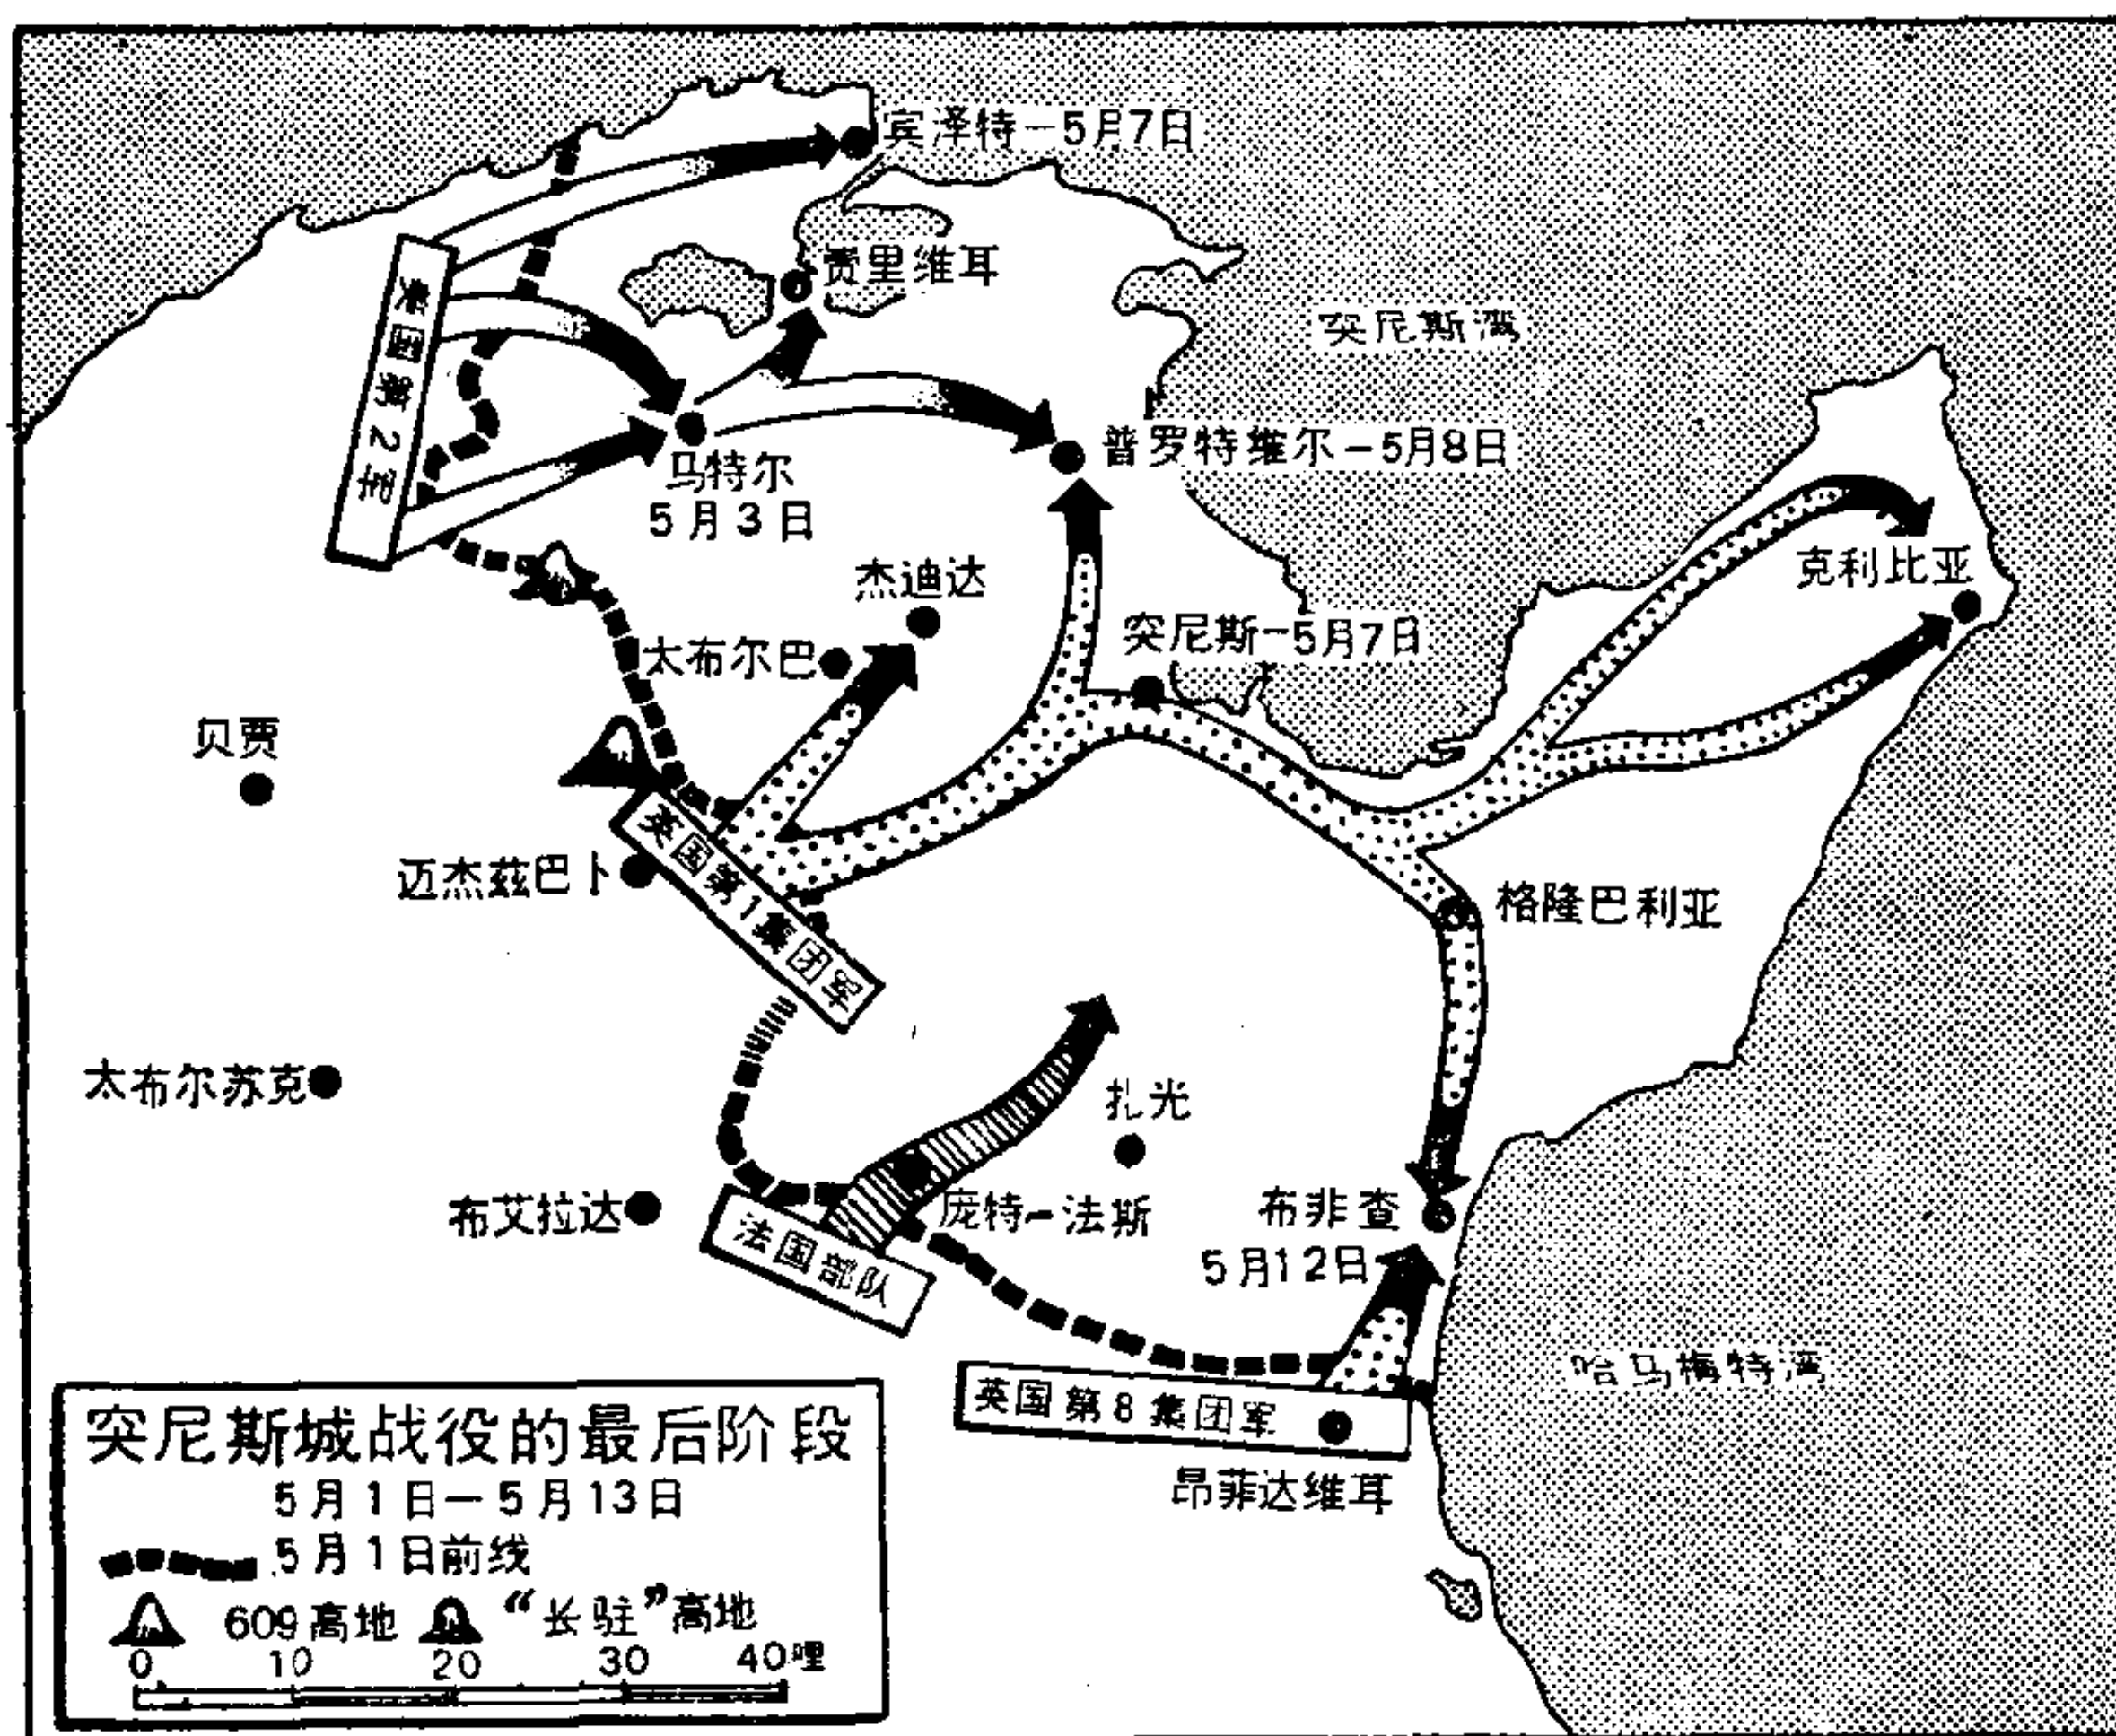 宾泽特—5月7日
费里维耳
突尼斯湾
美国第2军
普罗特维尔—5月8日
马特尔
5月3日
杰迪达
克利比亚
突尼斯—5月7日
太布尔巴
贝贾
迈杰兹巴卜
英国第1集团军
格隆巴利亚
太布尔苏克
扎光
布艾拉达
庞特—法斯
布非查
5月12日
法国部队
哈马梅特湾
英国第8集团军
昂菲达维耳
突尼斯城战役的最后阶段
5月1日—5月13日
5月1日前线
609高地 “长驻”高地
0 10 20 30 40哩